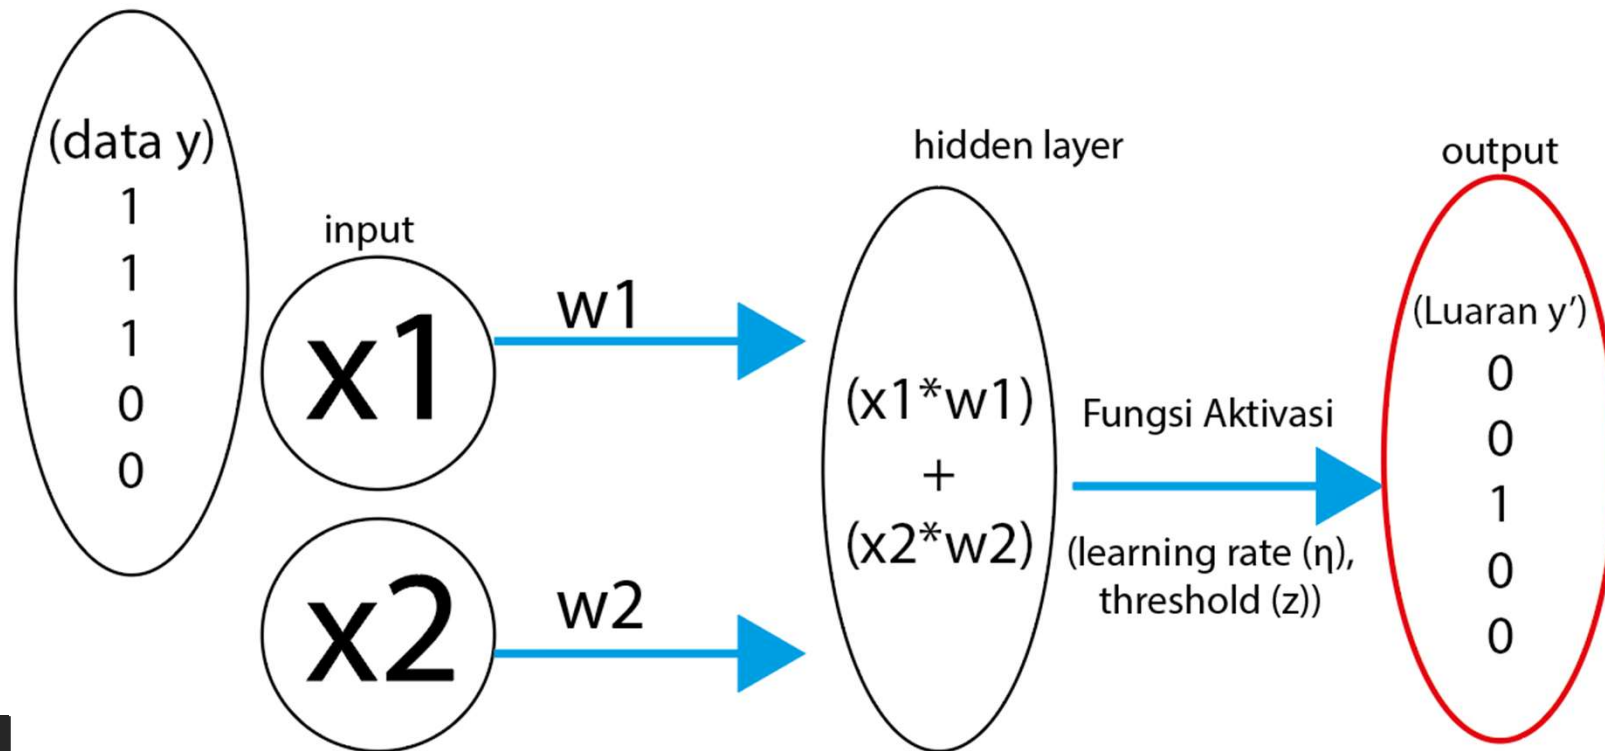 (data y)
1
1
1
0
0
input
x1
x2
w1
w2
hidden layer
(x1*w1)
+
(x2*w2)
Fungsi Aktivasi
(learning rate (η),
threshold (z))
output
(Luaran y’)
0
0
1
0
0